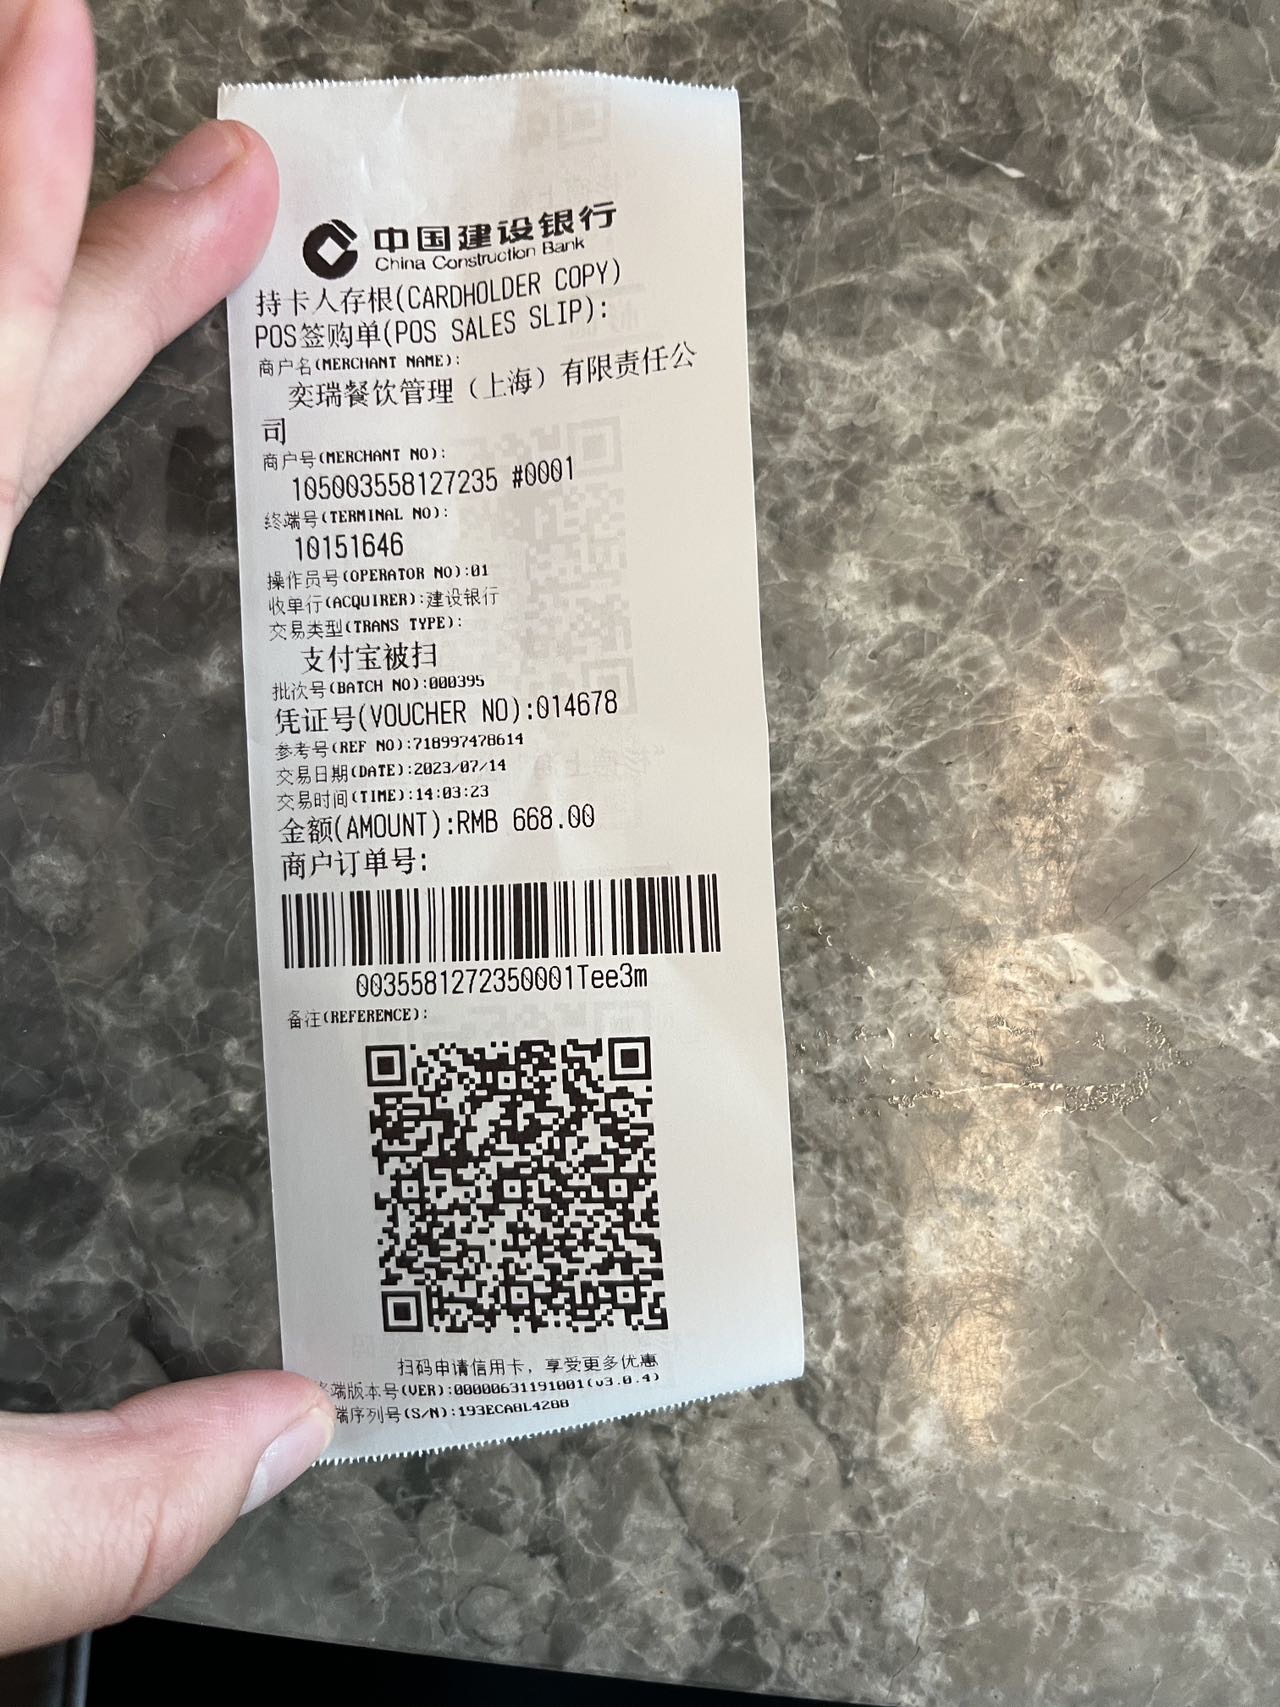 中国建设银行
China Construction Bank
持卡人存根(CARDHOLDER COPY)
POS签购单(POS SALES SLIP):
商户名(MERCHANT NAME):
奕瑞餐饮管理（上海）有限责任公
司
商户号(MERCHANT NO):
105003558127235 #0001
终端号(TERMINAL NO):
10151646
操作员号(OPERATOR NO):01
收单行(ACQUIRER):建设银行
交易类型(TRANS TYPE):
支付宝被扫
批次号(BATCH NO):000395
凭证号(VOUCHER NO):014678
参考号(REF NO):718997478614
交易日期(DATE):2023/07/14
交易时间(TIME):14:03:23
金额(AMOUNT):RMB 668.00
商户订单号:
0035581272350001Tee3m
备注(REFERENCE):
扫码申请信用卡，享受更多优惠
终端版本号(VER):00000631191001(v3.0.4)
端序列号(S/N):193ECA8L4288